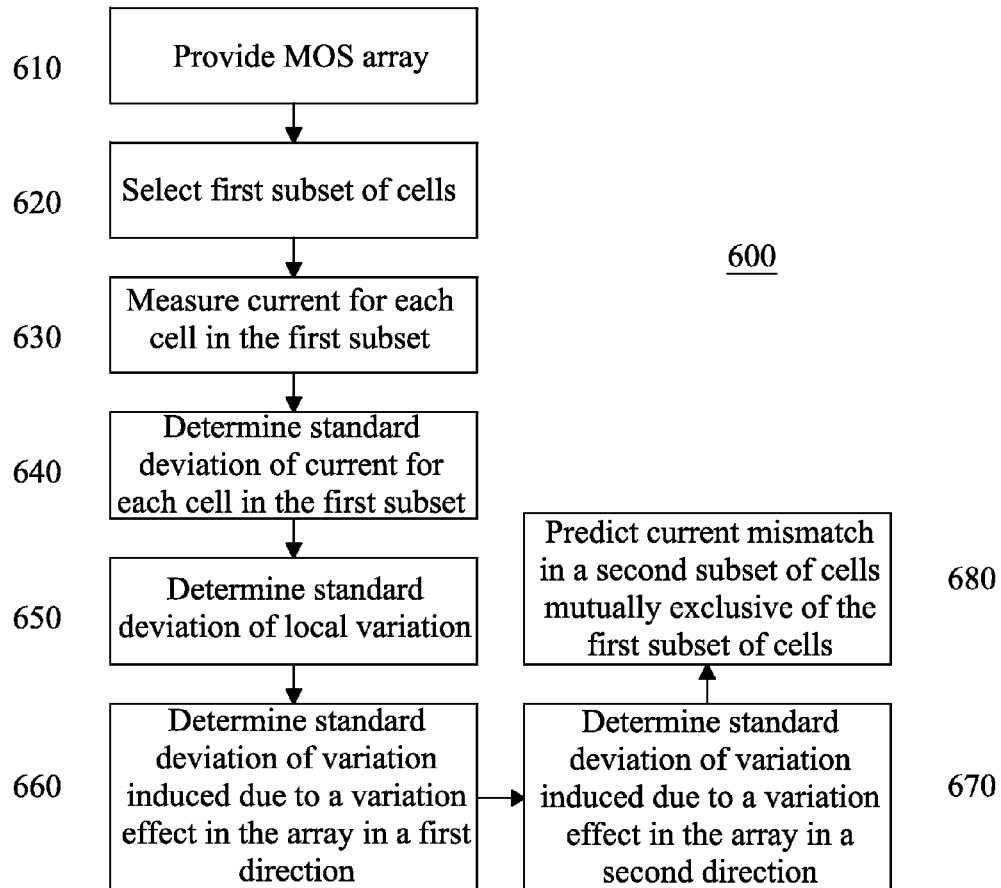 610
Provide MOS array
620
Select first subset of cells
600
630
Measure current for each
cell in the first subset
640
Determine standard
deviation of current for
each cell in the first subset
650
Determine standard
deviation of local variation
660
Determine standard
deviation of variation
induced due to a variation
effect in the array in a first
direction
Determine standard
deviation of variation
induced due to a variation
effect in the array in a
second direction
670
Predict current mismatch
in a second subset of cells
mutually exclusive of the
first subset of cells
680